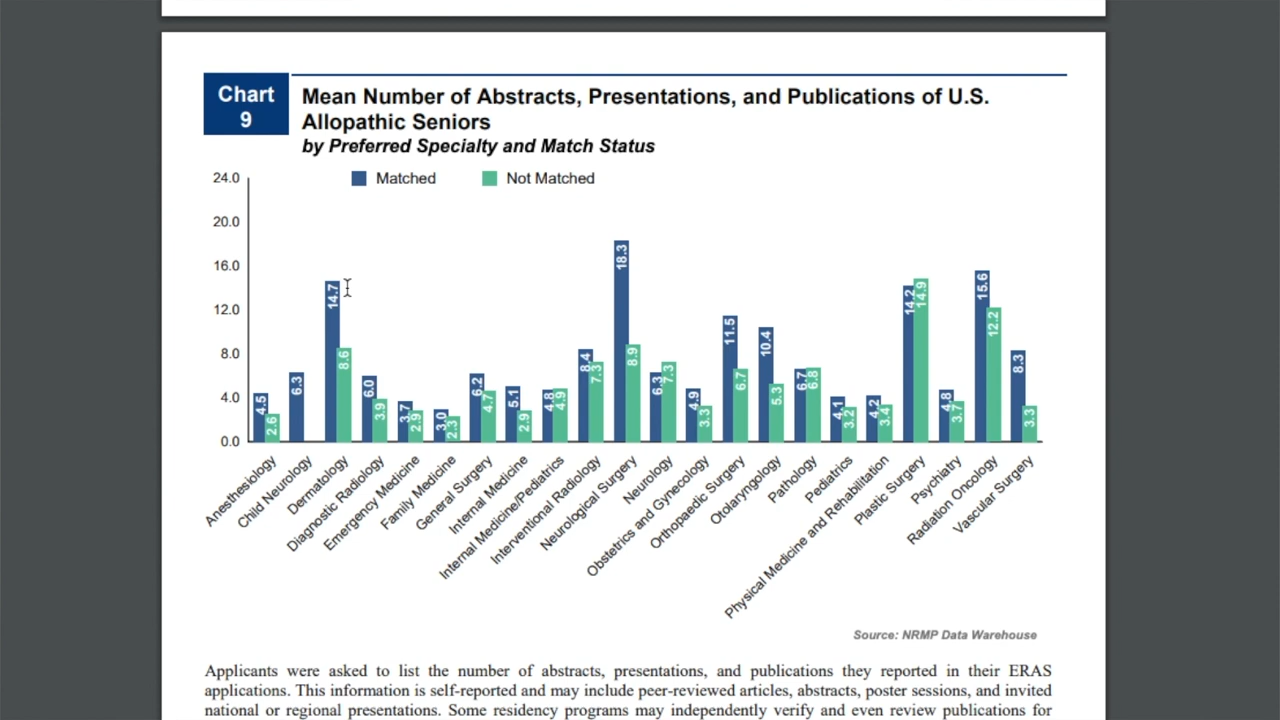 Chart
9
Mean Number of Abstracts, Presentations, and Publications of U.S.
Allopathic Seniors
by Preferred Specialty and Match Status
Matched
Not Matched
24.0
20.0
16.0
12.0
8.0
4.0
0.0
4.5
2.6
6.3
14.7
8.6
6.0
3.9
3.7
2.9
3.0
2.3
6.2
4.7
5.1
2.9
4.8
4.9
8.4
7.3
18.3
8.9
6.3
7.3
4.9
3.3
11.5
6.7
10.4
5.3
6.7
6.8
4.1
3.2
4.2
3.4
14.2
14.9
4.8
3.7
15.6
12.2
8.3
3.3
Anesthesiology
Child Neurology
Dermatology
Diagnostic Radiology
Emergency Medicine
Family Medicine
General Surgery
Internal Medicine
Internal Medicine/Pediatrics
Interventional Radiology
Neurological Surgery
Neurology
Obstetrics and Gynecology
Orthopaedic Surgery
Otolaryngology
Pathology
Pediatrics
Physical Medicine and Rehabilitation
Plastic Surgery
Psychiatry
Radiation Oncology
Vascular Surgery
Source: NRMP Data Warehouse
Applicants were asked to list the number of abstracts, presentations, and publications they reported in their ERAS
applications. This information is self-reported and may include peer-reviewed articles, abstracts, poster sessions, and invited
national or regional presentations. Some residency programs may independently verify and even review publications for